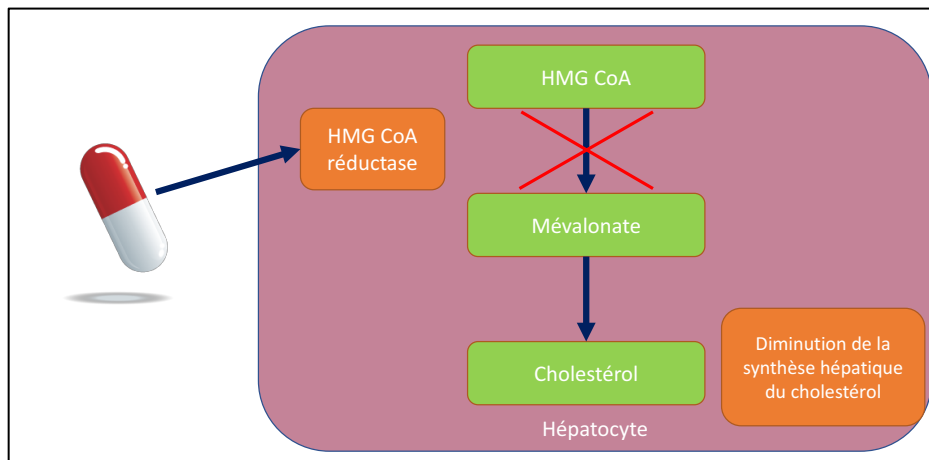 HMG CoA
HMG CoA
réductase
Mévalonate
Cholestérol
Diminution de la
synthèse hépatique
du cholestérol
Hépatocyte